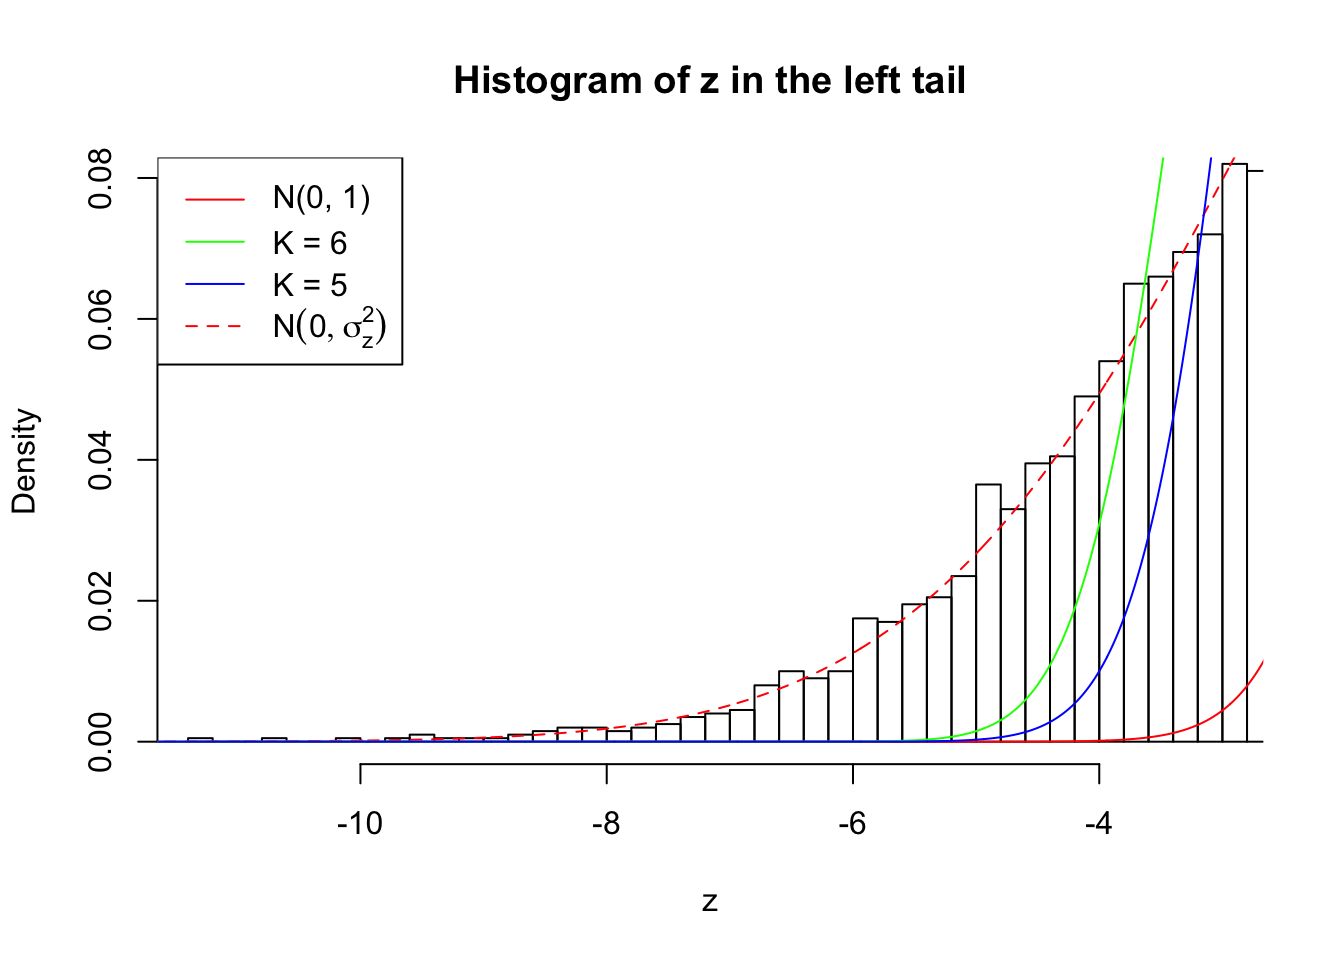 Histogram of z in the left tail
N(0, 1)
K = 6
K = 5
N(0, σ_z^2)
Density
0.00
0.02
0.04
0.06
0.08
-10
-8
-6
-4
z